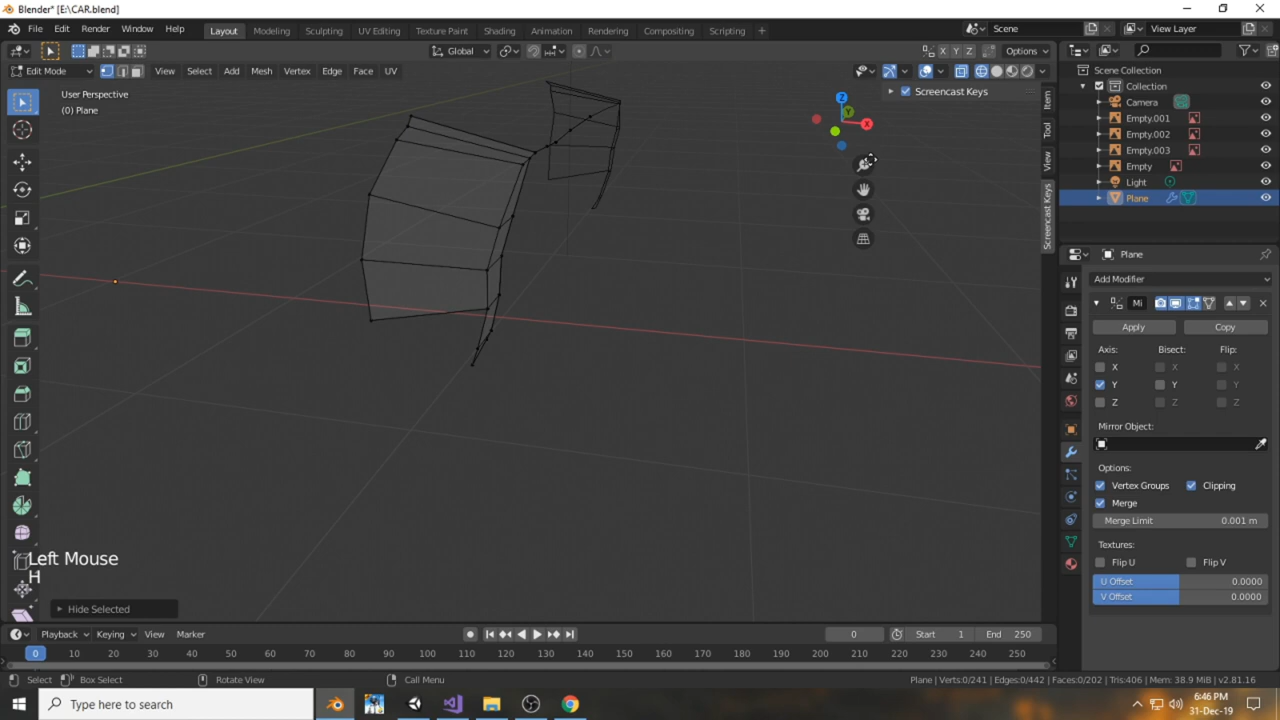 Blender* [E:\CAR.blend]
File Edit Render Window Help Layout Modeling Sculpting UV Editing Texture Paint Shading Animation Rendering Compositing Scripting Scene View Layer
Global X Y Z Options
Edit Mode View Select Add Mesh Vertex Edge Face UV
User Perspective
(0) Plane
Screencast Keys
Z
Y
X
Item
Tool
View
Screencast Keys
Scene Collection
Collection
Camera
Empty.001
Empty.002
Empty.003
Empty
Light
Plane
Plane
Add Modifier
Mi
Apply Copy
Axis: Bisect: Flip:
X X X
Y Y Y
Z Z Z
Mirror Object:
Options:
Vertex Groups Clipping
Merge
Merge Limit 0.001 m
Textures:
Flip U Flip V
U Offset 0.0000
V Offset 0.0000
Left Mouse
H
Hide Selected
Playback Keying View Marker 0 Start 1 End 250
0 10 20 30 40 50 60 70 80 90 100 110 120 130 140 150 160 170 180 190 200 210 220 230 240 250
Select Box Select Rotate View Call Menu Plane | Verts:0/241 | Edges:0/442 | Faces:0/202 | Tris:406 | Mem: 38.9 MiB | v2.81.16
Type here to search
6:46 PM
31-Dec-19